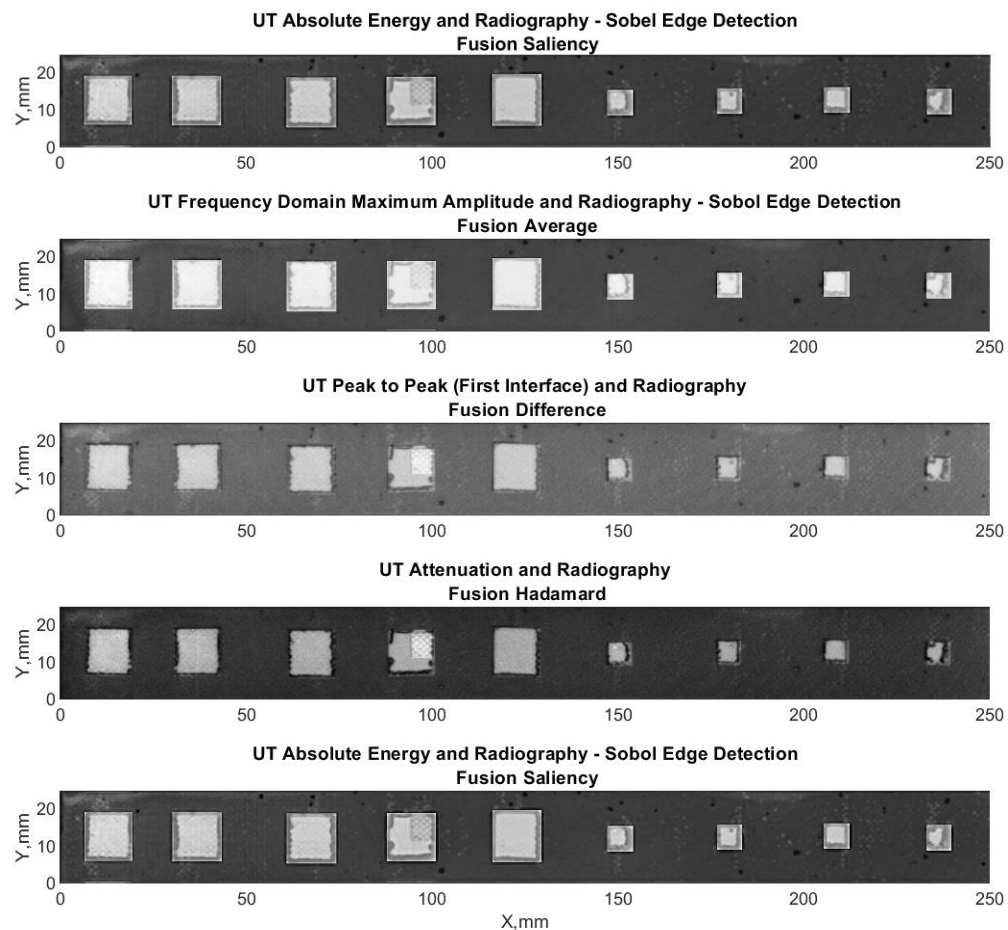 UT Absolute Energy and Radiography - Sobel Edge Detection
Fusion Saliency
20
10
0
Y,mm
0 50 100 150 200 250
UT Frequency Domain Maximum Amplitude and Radiography - Sobol Edge Detection
Fusion Average
20
10
0
Y,mm
0 50 100 150 200 250
UT Peak to Peak (First Interface) and Radiography
Fusion Difference
20
10
0
Y,mm
0 50 100 150 200 250
UT Attenuation and Radiography
Fusion Hadamard
20
10
0
Y,mm
0 50 100 150 200 250
UT Absolute Energy and Radiography - Sobol Edge Detection
Fusion Saliency
20
10
0
Y,mm
0 50 100 150 200 250
X,mm